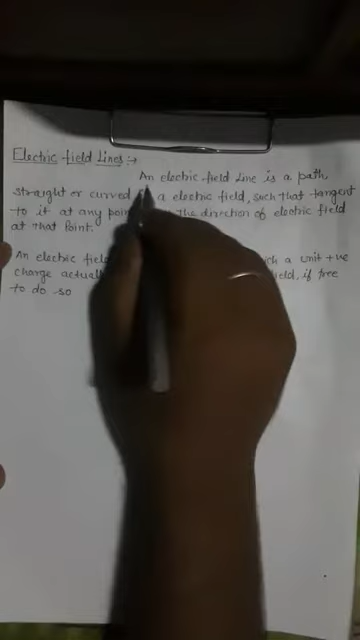 Electric field Lines :→
An electric field Line is a path,
straight or curved a electric field, such that tangent
to it at any the direction of electric field
at that Point.
An electric a unit +ve
charge if free
to do so